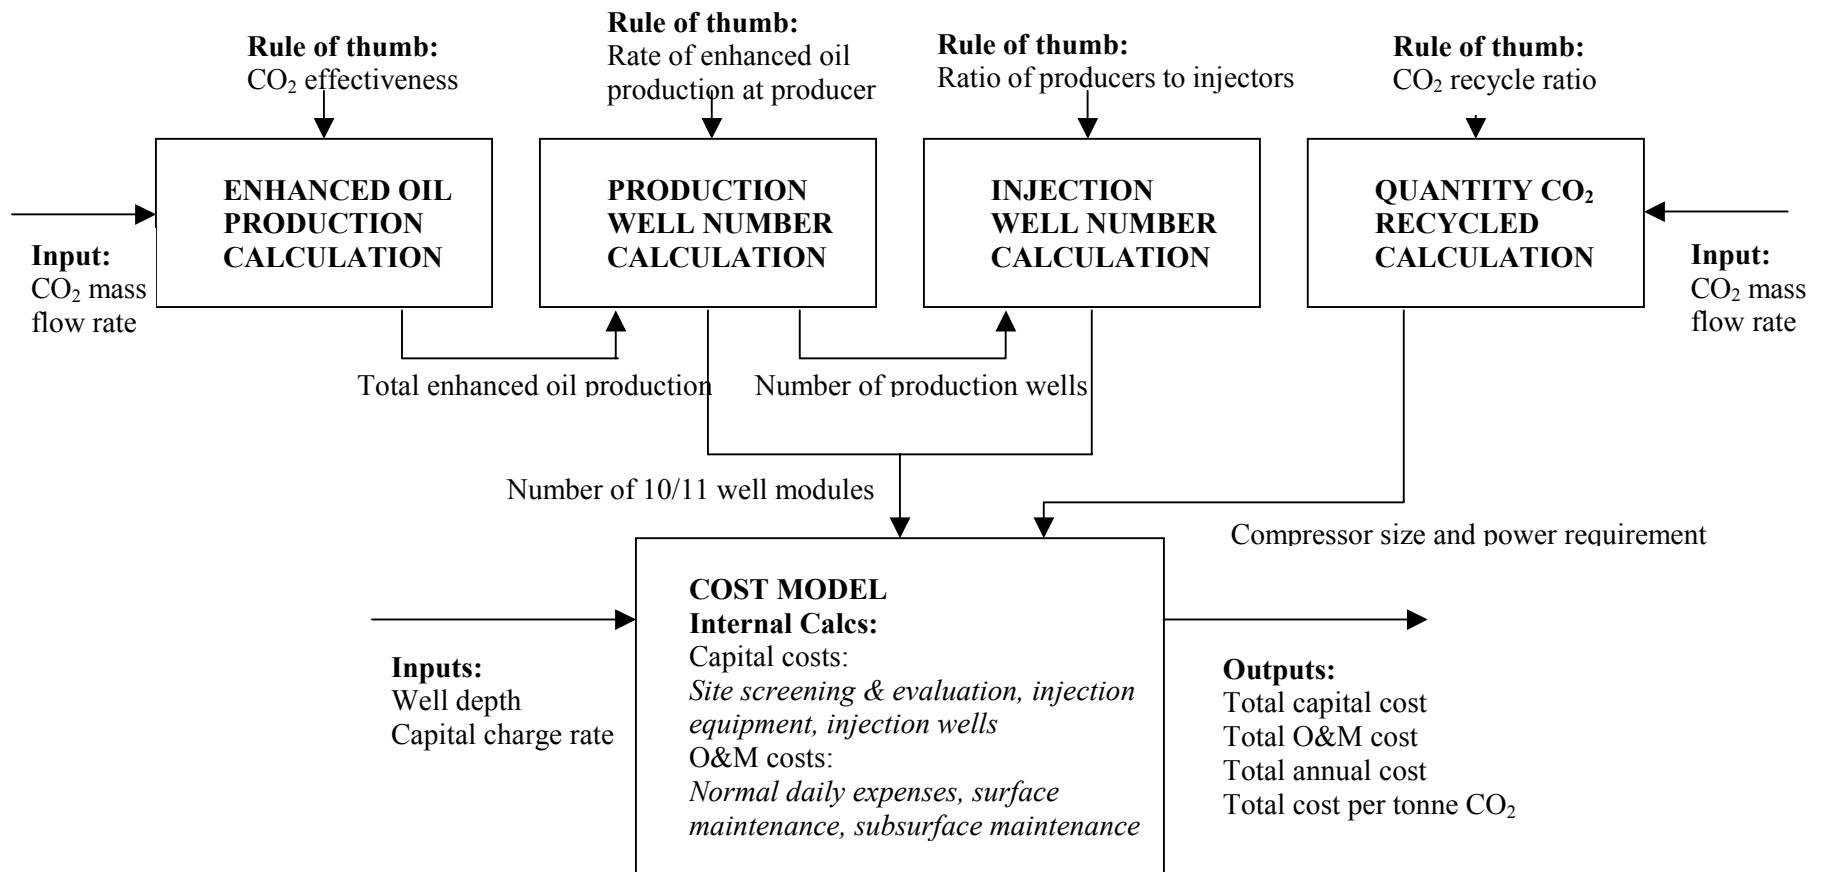 Rule of thumb:
CO₂ effectiveness
Rule of thumb:
Rate of enhanced oil
production at producer
Rule of thumb:
Ratio of producers to injectors
Rule of thumb:
CO₂ recycle ratio
ENHANCED OIL
PRODUCTION
CALCULATION
PRODUCTION
WELL NUMBER
CALCULATION
INJECTION
WELL NUMBER
CALCULATION
QUANTITY CO₂
RECYCLED
CALCULATION
Input:
CO₂ mass
flow rate
Input:
CO₂ mass
flow rate
Total enhanced oil production
Number of production wells
Number of 10/11 well modules
Compressor size and power requirement
COST MODEL
Internal Calcs:
Capital costs:
Site screening & evaluation, injection
equipment, injection wells
O&M costs:
Normal daily expenses, surface
maintenance, subsurface maintenance
Inputs:
Well depth
Capital charge rate
Outputs:
Total capital cost
Total O&M cost
Total annual cost
Total cost per tonne CO₂